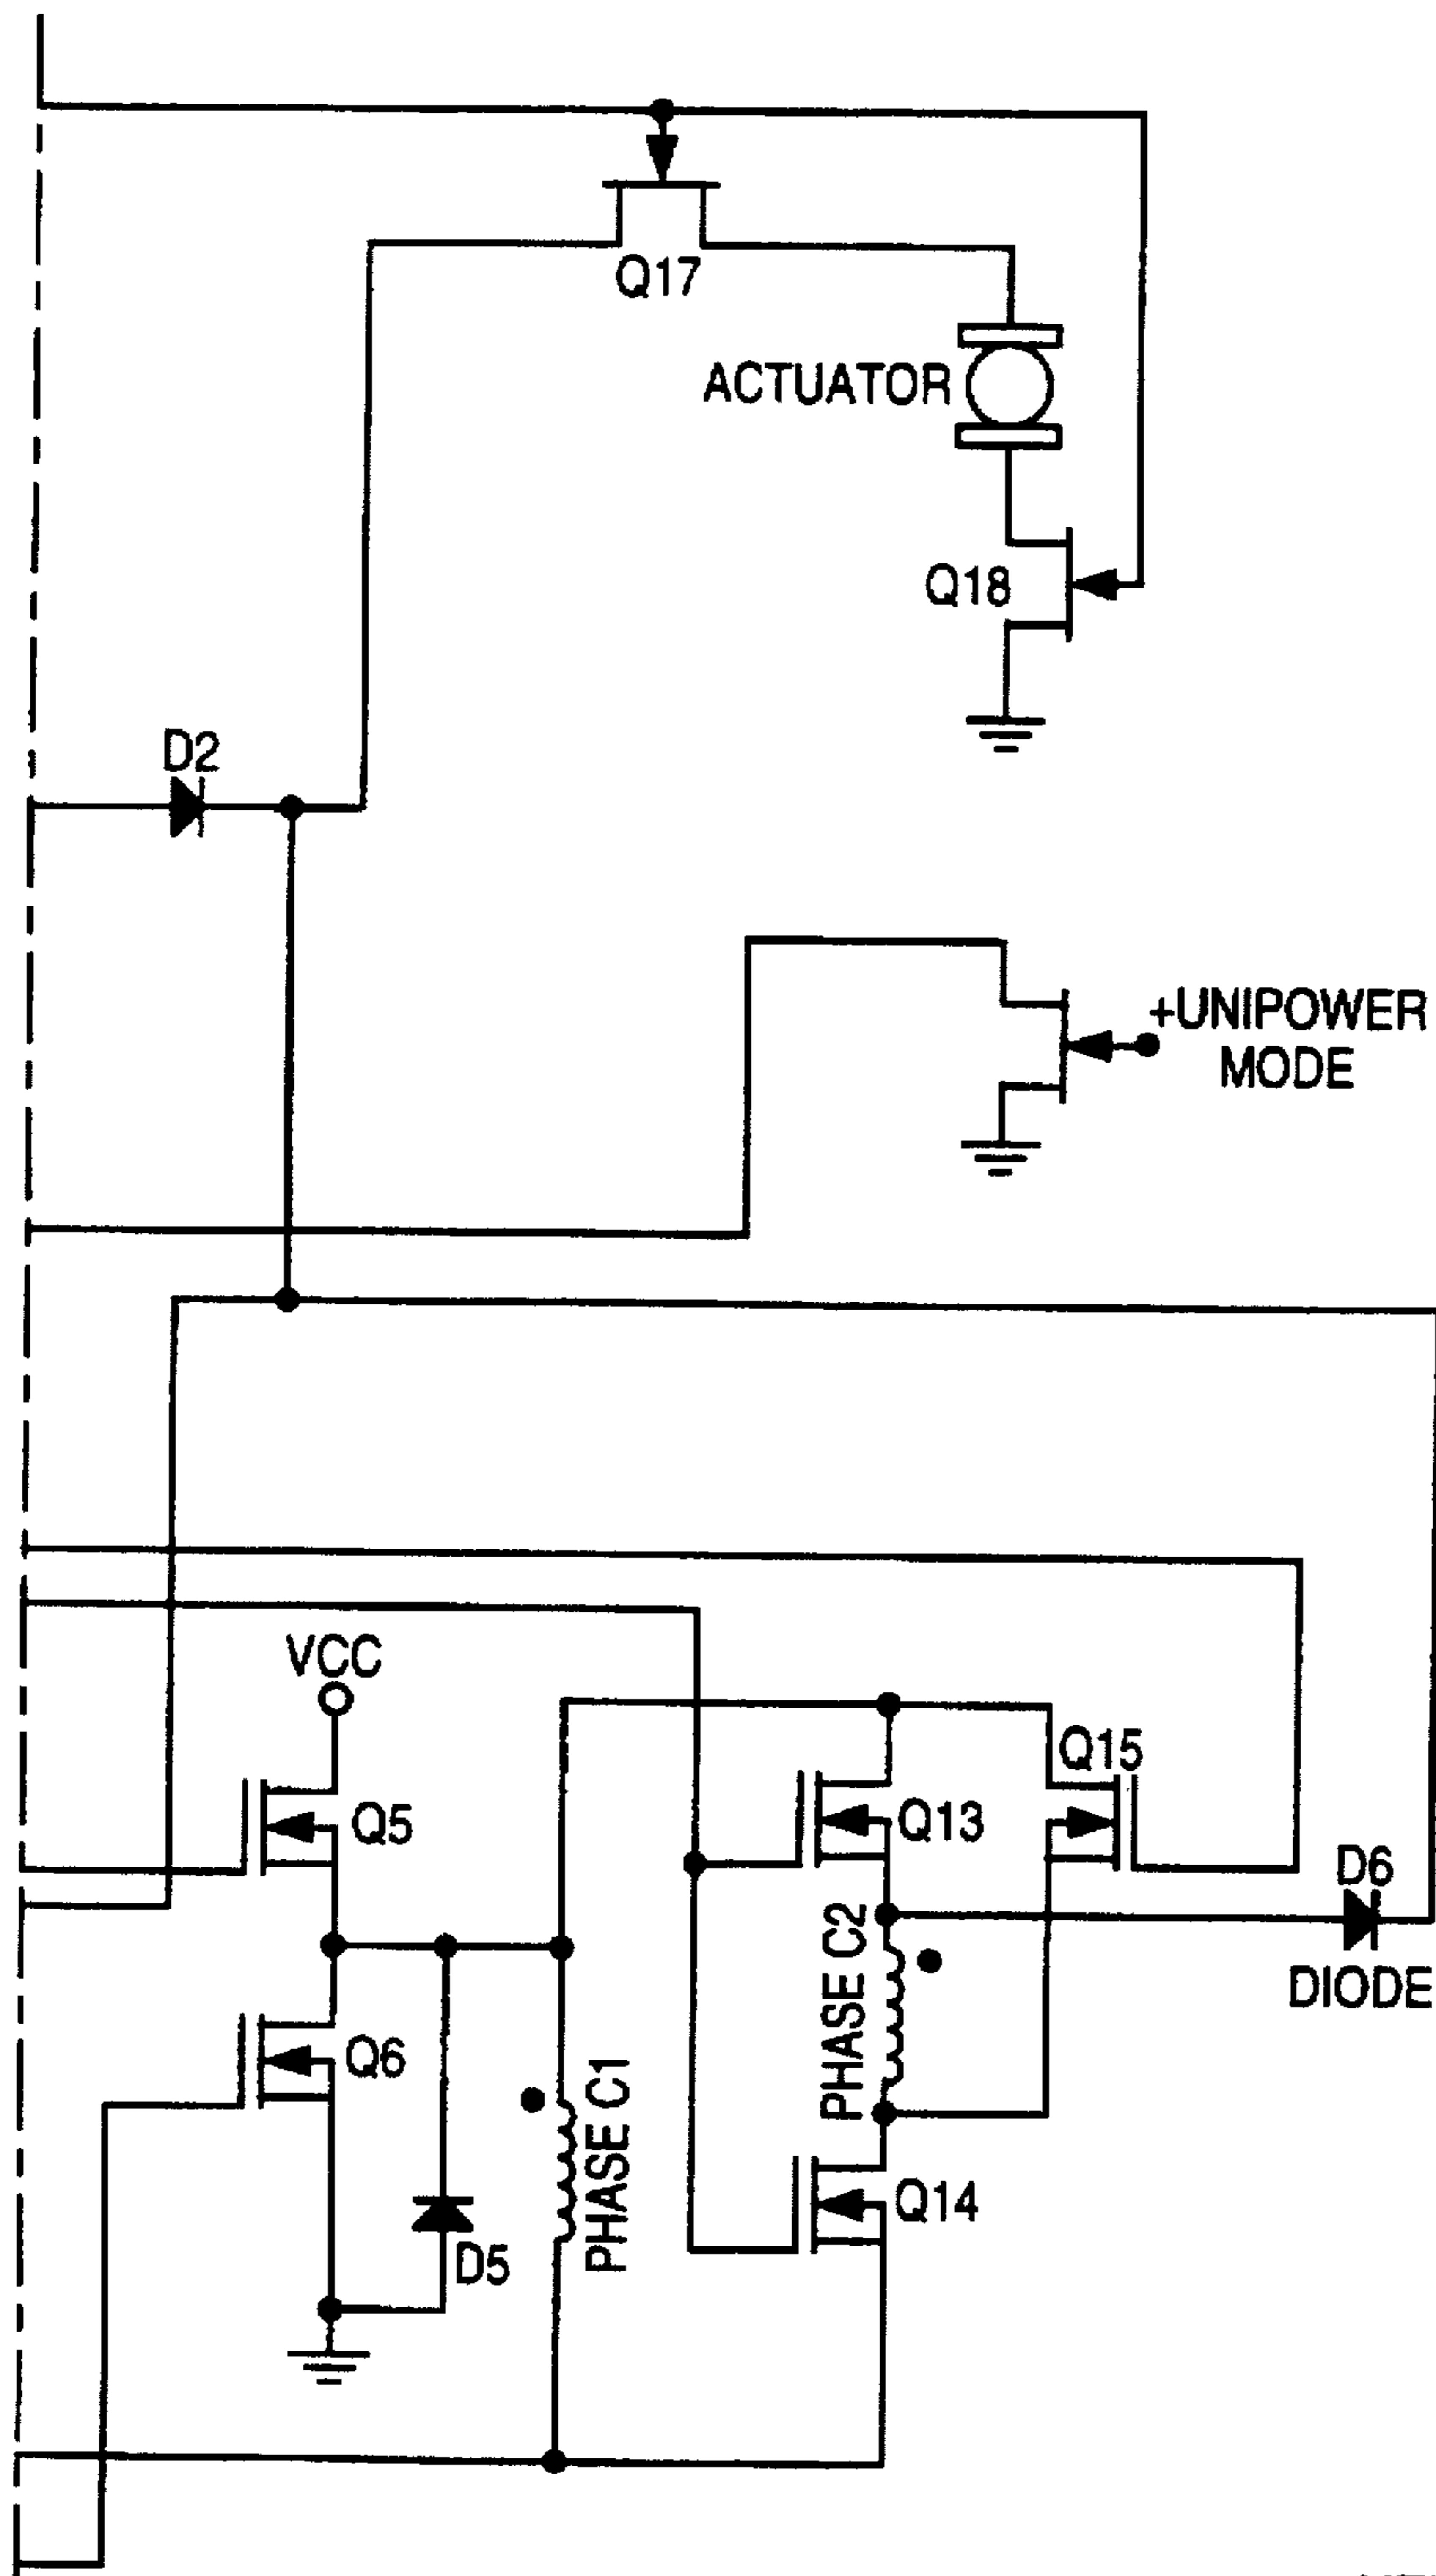 Q17
ACTUATOR
Q18
D2
+UNIPOWER
MODE
VCC
Q15
Q5
Q13
D6
PHASE C2
DIODE
Q6
PHASE C1
Q14
D5